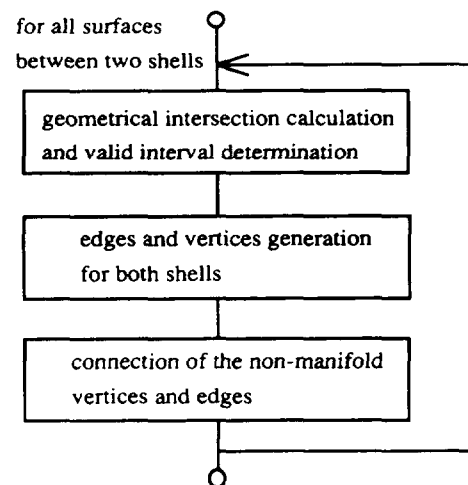 for all surfaces
between two shells
geometrical intersection calculation
and valid interval determination
edges and vertices generation
for both shells
connection of the non-manifold
vertices and edges